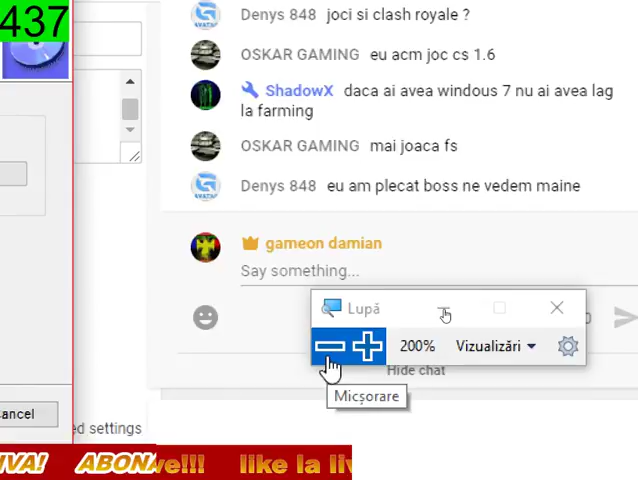 437
Denys 848 joci si clash royale ?
OSKAR GAMING eu acm joc cs 1.6
ShadowX daca ai avea windous 7 nu ai avea lag
la farming
OSKAR GAMING mai joaca fs
Denys 848 eu am plecat boss ne vedem maine
gameon damian
Say something...
Lupă
200% Vizualizări
Hide chat
Micșorare
ancel
ed settings
IVA! ABONA ve!!! like la liv